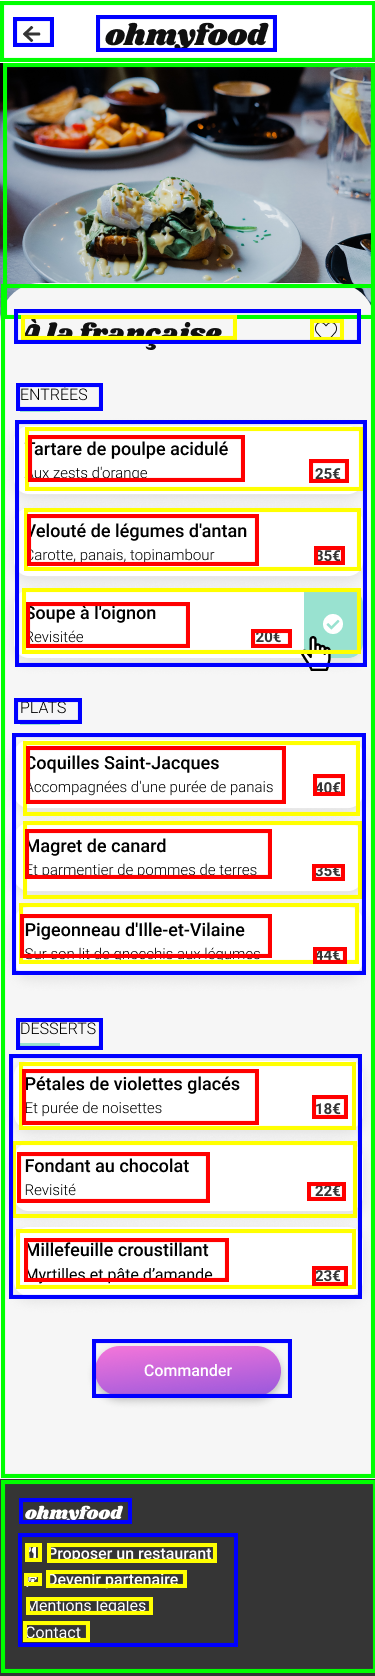 ohmyfood
À la française
ENTRÉES
Tartare de poulpe acidulé
Aux zests d'orange
25€
Velouté de légumes d'antan
Carotte, panais, topinambour
35€
Soupe à l'oignon
Revisitée
20€
PLATS
Coquilles Saint-Jacques
Accompagnées d'une purée de panais
40€
Magret de canard
Et parmentier de pommes de terres
35€
Pigeonneau d'Ille-et-Vilaine
Sur son lit de gnocchis aux légumes
44€
DESSERTS
Pétales de violettes glacés
Et purée de noisettes
18€
Fondant au chocolat
Revisité
22€
Millefeuille croustillant
Myrtilles et pâte d’amande
23€
Commander
ohmyfood
Proposer un restaurant
Devenir partenaire
Mentions légales
Contact